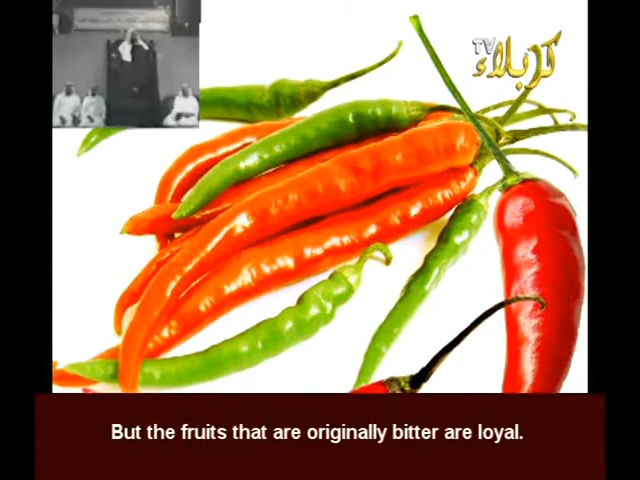 TV
كربلاء
But the fruits that are originally bitter are loyal.